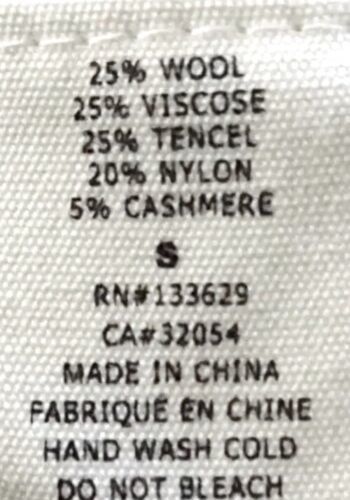 25% WOOL
25% VISCOSE
25% TENCEL
20% NYLON
5% CASHMERE
S
RN#133629
CA#32054
MADE IN CHINA
FABRIQUÉ EN CHINE
HAND WASH COLD
DO NOT BLEACH